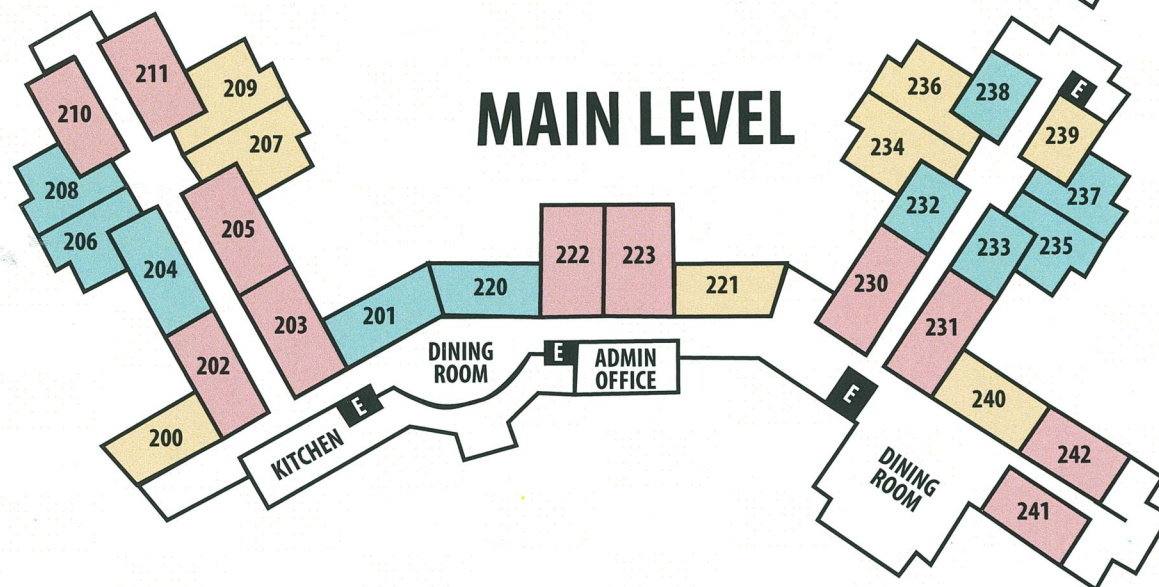 MAIN LEVEL
211
210
209
207
208
206
205
204
203
202
201
200
220
222
223
221
236
238
E
239
234
237
232
233
235
230
231
240
242
241
DINING
ROOM
E
ADMIN
OFFICE
E
KITCHEN
E
DINING
ROOM